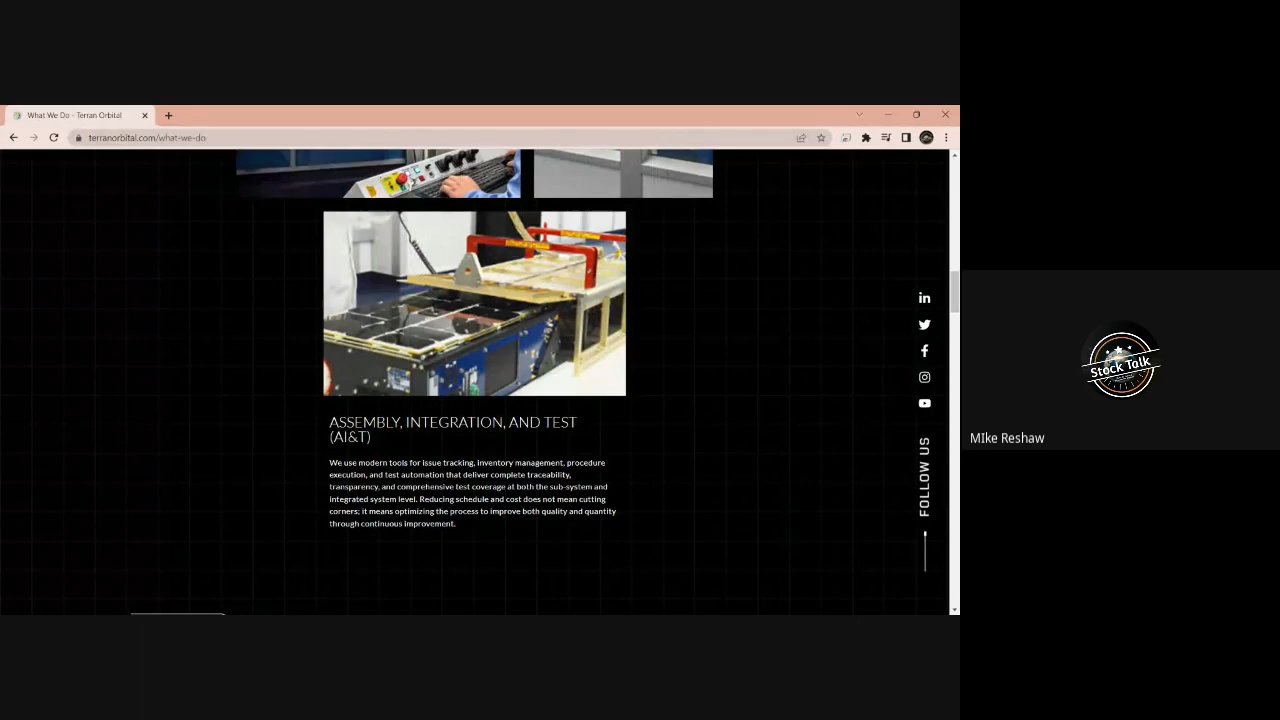 What We Do - Terran Orbital
terranorbital.com/what-we-do
ASSEMBLY, INTEGRATION, AND TEST
(AI&T)
We use modern tools for issue tracking, inventory management, procedure
execution, and test automation that deliver complete traceability,
transparency, and comprehensive test coverage at both the sub-system and
integrated system level. Reducing schedule and cost does not mean cutting
corners; it means optimizing the process to improve both quality and quantity
through continuous improvement.
FOLLOW US
Stock Talk
MIke Reshaw